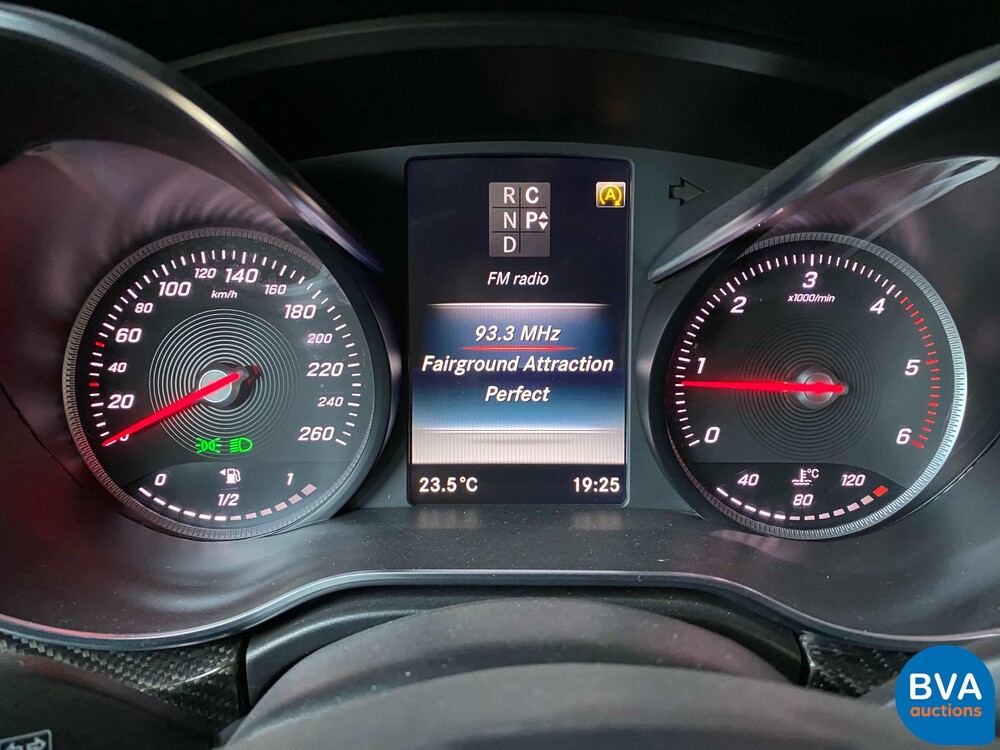 120 140
100 160
km/h
80 180
60 200
40 220
20 240
260
0 1/2 1
R C
N P
D
A
FM radio
93.3 MHz
Fairground Attraction
Perfect
23.5 °C 19:25
3
2 x1000/min 4
1 5
0 6
°C
40 80 120
BVA
auctions